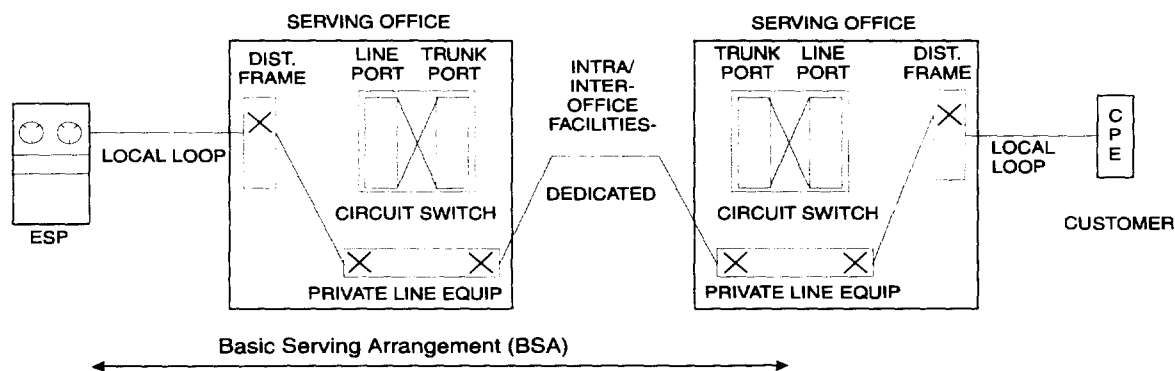 SERVING OFFICE
DIST.
FRAME
LINE
PORT
TRUNK
PORT
LOCAL LOOP
ESP
CIRCUIT SWITCH
PRIVATE LINE EQUIP
INTRA/
INTER-
OFFICE
FACILITIES-
DEDICATED
SERVING OFFICE
TRUNK
PORT
LINE
PORT
DIST.
FRAME
CIRCUIT SWITCH
PRIVATE LINE EQUIP
LOCAL
LOOP
C
P
E
CUSTOMER
Basic Serving Arrangement (BSA)